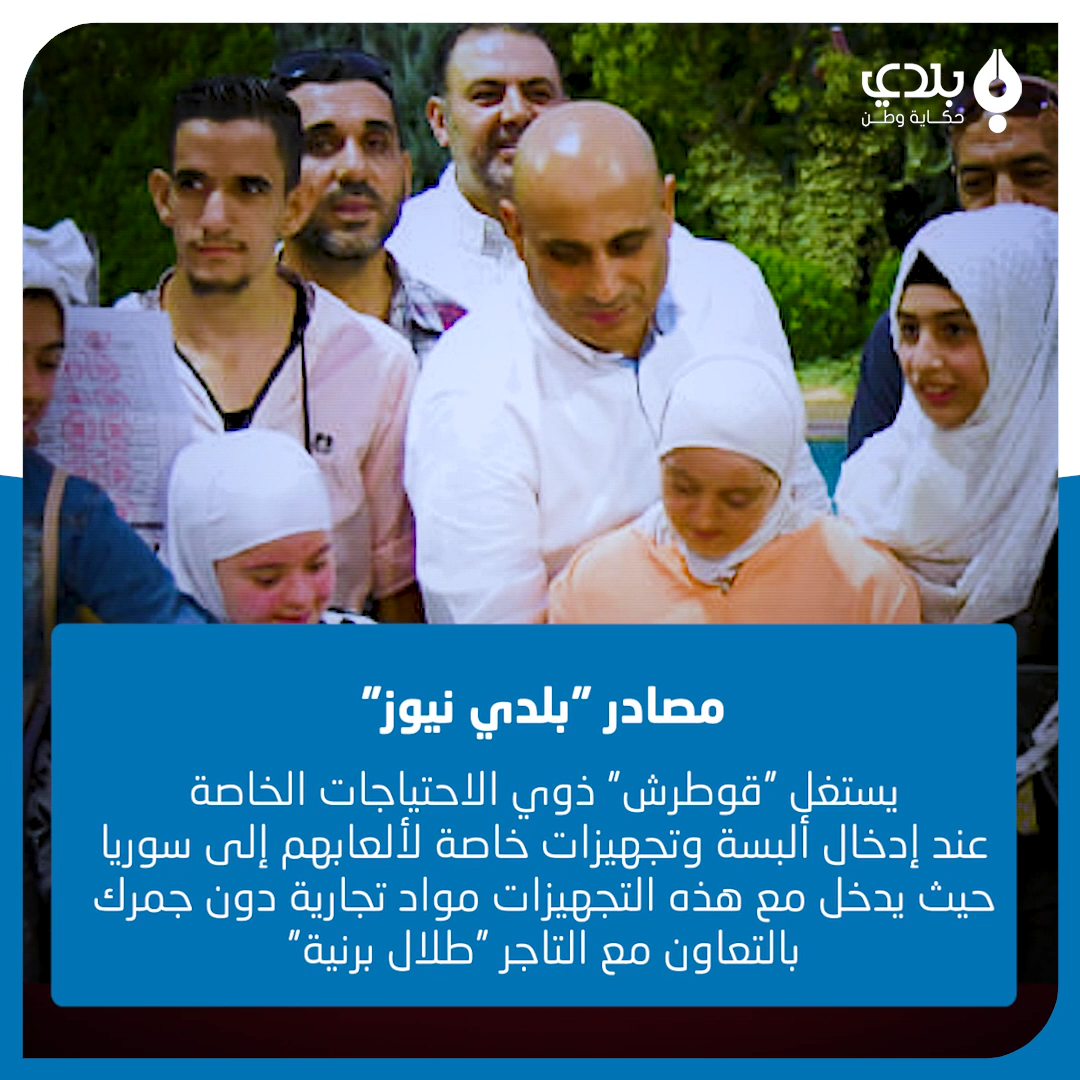 بلدي
حكاية وطن
مصادر "بلدي نيوز"
يستغل "قوطرش" ذوي الاحتياجات الخاصة
عند إدخال ألبسة وتجهيزات خاصة لألعابهم إلى سوريا
حيث يدخل مع هذه التجهيزات مواد تجارية دون جمرك
بالتعاون مع التاجر "طلال برنية"